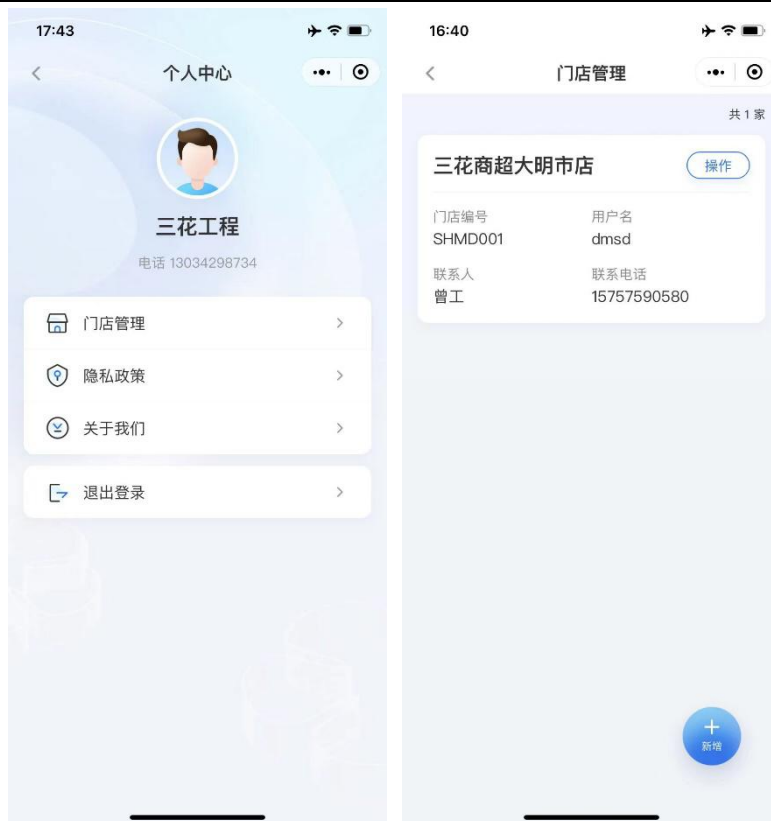 17:43
个人中心
三花工程
电话 13034298734
门店管理
隐私政策
关于我们
退出登录
16:40
门店管理
共 1 家
三花商超大明市店
操作
门店编号
用户名
SHMD001
dmsd
联系人
联系电话
曾工
15757590580
新增